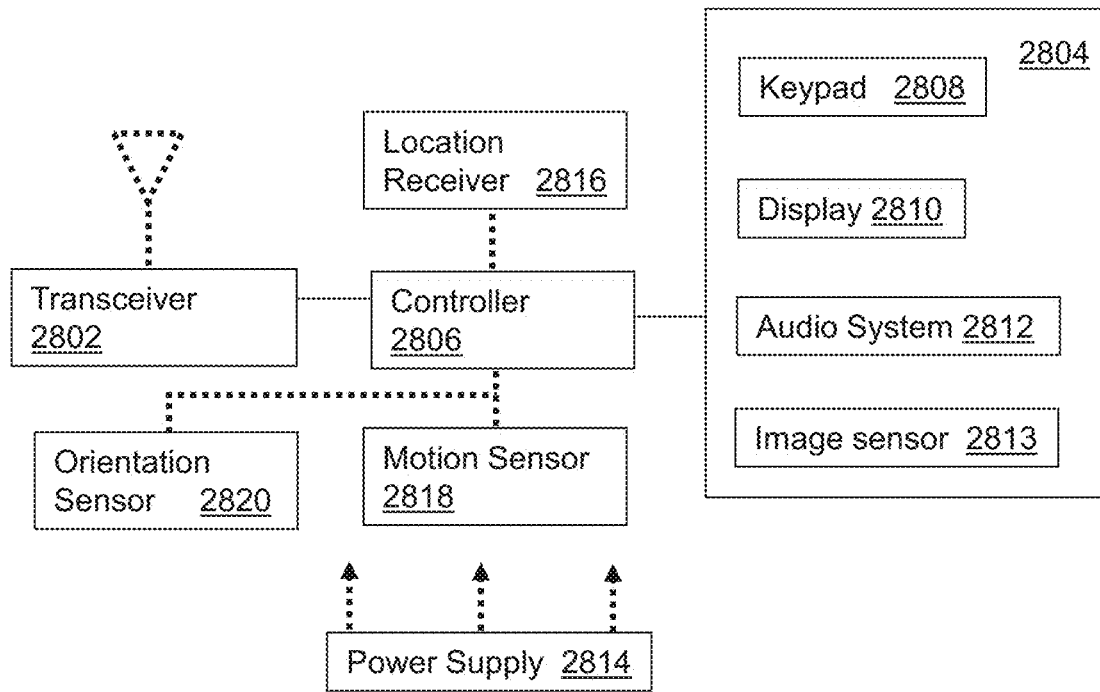 2804
Keypad 2808
Location
Receiver 2816
Display 2810
Transceiver
2802
Controller
2806
Audio System 2812
Image sensor 2813
Orientation
Sensor 2820
Motion Sensor
2818
Power Supply 2814